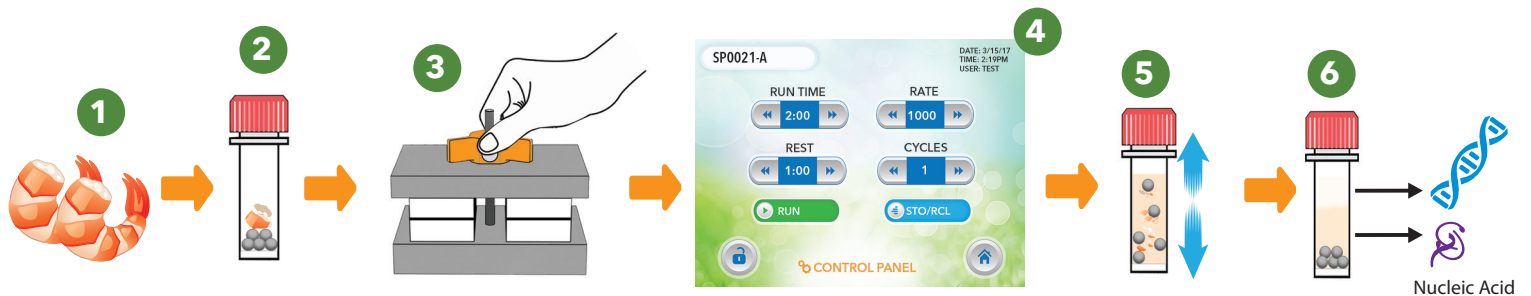 1
2
3
4
SP0021-A
DATE: 3/15/17
TIME: 2:19PM
USER: TEST
RUN TIME
RATE
2:00
1000
REST
CYCLES
1:00
1
RUN
STO/RCL
CONTROL PANEL
5
6
Nucleic Acid